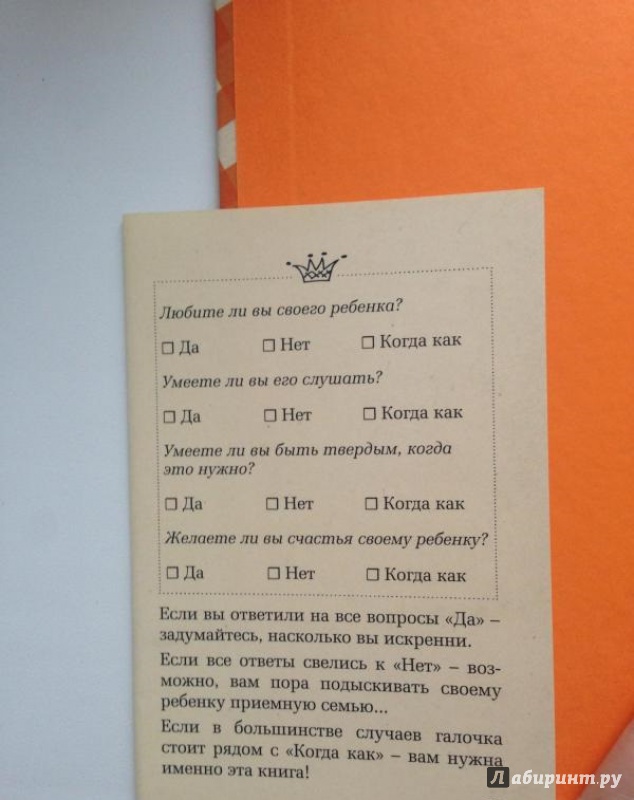 Любите ли вы своего ребенка?
☐ Да ☐ Нет ☐ Когда как
Умеете ли вы его слушать?
☐ Да ☐ Нет ☐ Когда как
Умеете ли вы быть твердым, когда
это нужно?
☐ Да ☐ Нет ☐ Когда как
Желаете ли вы счастья своему ребенку?
☐ Да ☐ Нет ☐ Когда как
Если вы ответили на все вопросы «Да» –
задумайтесь, насколько вы искренни.
Если все ответы свелись к «Нет» – воз-
можно, вам пора подыскивать своему
ребенку приемную семью...
Если в большинстве случаев галочка
стоит рядом с «Когда как» – вам нужна
именно эта книга!
Лабиринт.ру